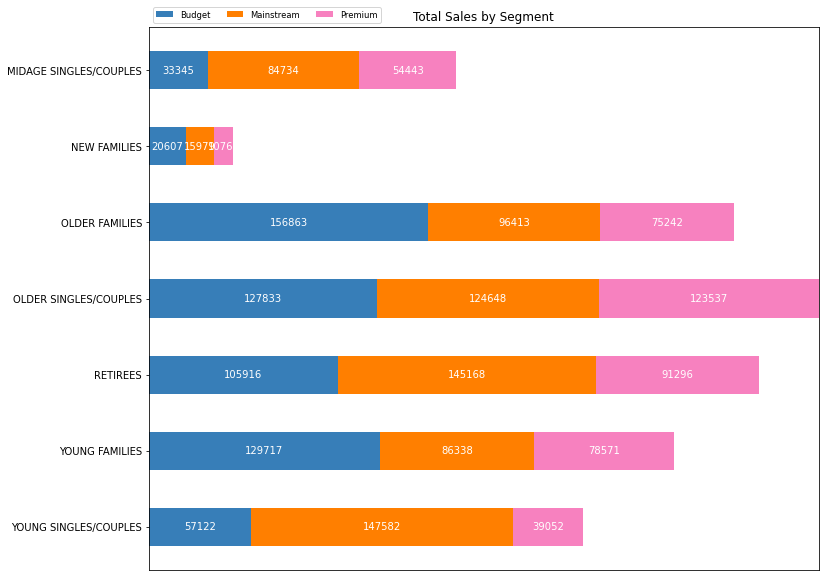 Budget Mainstream Premium
Total Sales by Segment
MIDAGE SINGLES/COUPLES 33345 84734 54443
NEW FAMILIES 20607
OLDER FAMILIES 156863 96413 75242
OLDER SINGLES/COUPLES 127833 124648 123537
RETIREES 105916 145168 91296
YOUNG FAMILIES 129717 86338 78571
YOUNG SINGLES/COUPLES 57122 147582 39052